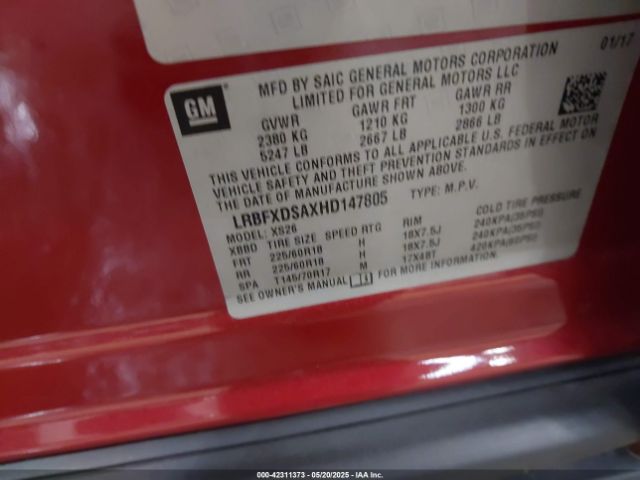 01/17
GM
MFD BY SAIC GENERAL MOTORS CORPORATION
LIMITED FOR GENERAL MOTORS LLC
GVWR GAWR FRT GAWR RR
2380 KG 1210 KG 1300 KG
5247 LB 2667 LB 2866 LB
THIS VEHICLE CONFORMS TO ALL APPLICABLE U.S. FEDERAL MOTOR
VEHICLE SAFETY AND THEFT PREVENTION STANDARDS IN EFFECT ON
THE DATE OF MANUFACTURE SHOWN ABOVE.
LRBFXDSAXHD147805 TYPE: M.P.V.
MODEL: XS26
XBBD TIRE SIZE SPEED RTG RIM COLD TIRE PRESSURE
FRT 225/60R18 H 18X7.5J 240KPA(35PSI)
RR 225/60R18 H 18X7.5J 240KPA(35PSI)
SPA T145/70R17 M 17X4BT 420KPA(60PSI)
SEE OWNER'S MANUAL FOR MORE INFORMATION.
000-42311373 — 05/20/2025 — IAA Inc.